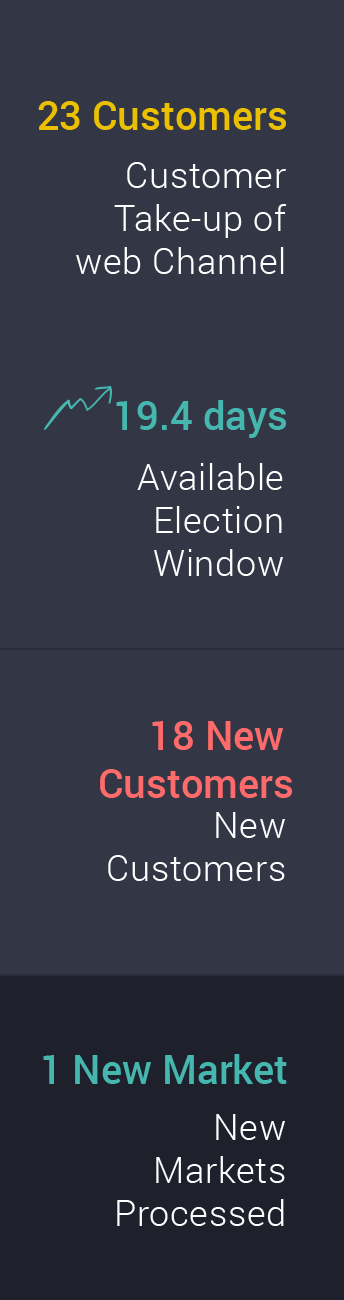 23 Customers
Customer
Take-up of
web Channel
19.4 days
Available
Election
Window
18 New
Customers
New
Customers
1 New Market
New
Markets
Processed